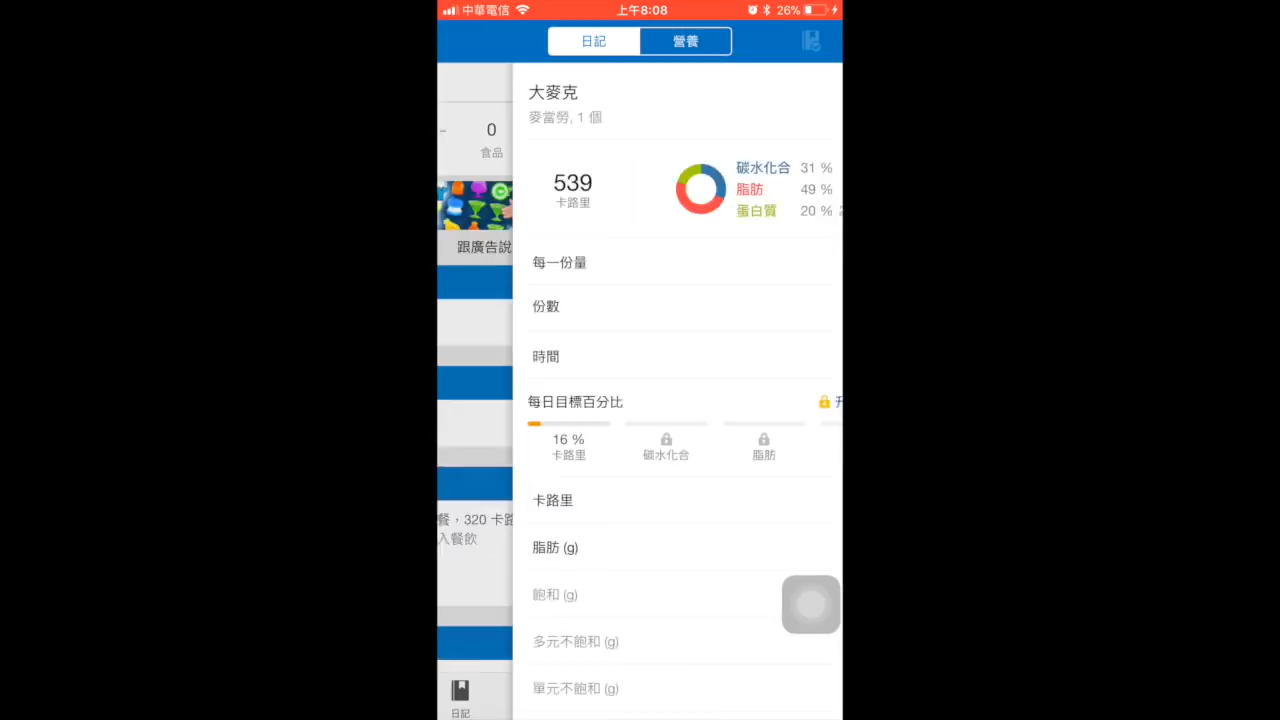 中華電信
上午8:08
26%
日記
營養
大麥克
麥當勞, 1 個
0
食品
539
卡路里
碳水化合 31 %
脂肪 49 %
蛋白質 20 %
跟廣告說
每一份量
份數
時間
每日目標百分比
16 %
卡路里
碳水化合
脂肪
卡路里
餐，320 卡路
入餐飲
脂肪 (g)
飽和 (g)
多元不飽和 (g)
單元不飽和 (g)
日記